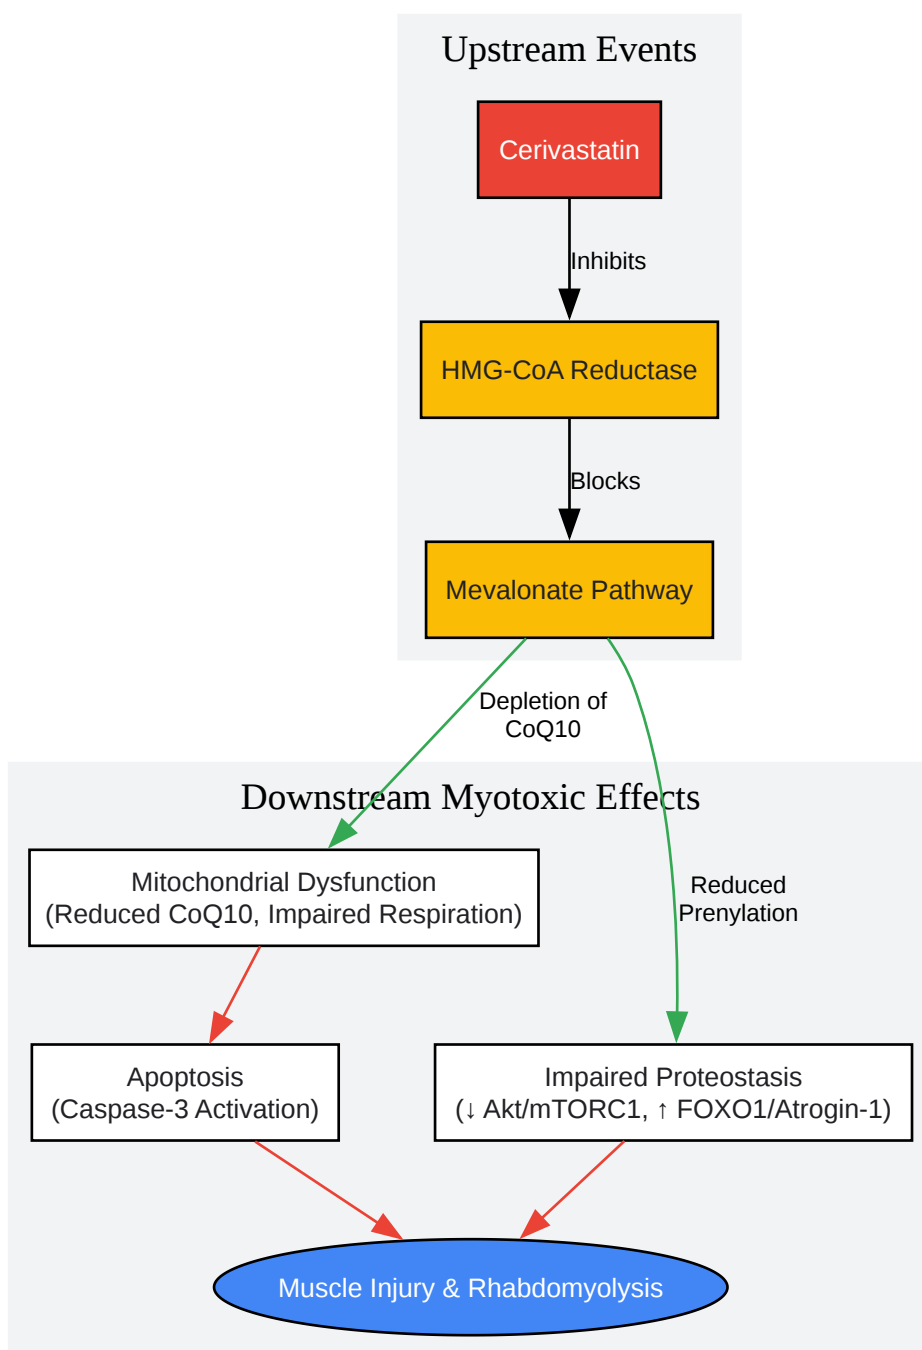 Upstream Events
Cerivastatin
Inhibits
HMG-CoA Reductase
Blocks
Mevalonate Pathway
Depletion of
CoQ10
Downstream Myotoxic Effects
Mitochondrial Dysfunction
(Reduced CoQ10, Impaired Respiration)
Reduced
Prenylation
Apoptosis
(Caspase-3 Activation)
Impaired Proteostasis
(↓ Akt/mTORC1, ↑ FOXO1/Atrogin-1)
Muscle Injury & Rhabdomyolysis